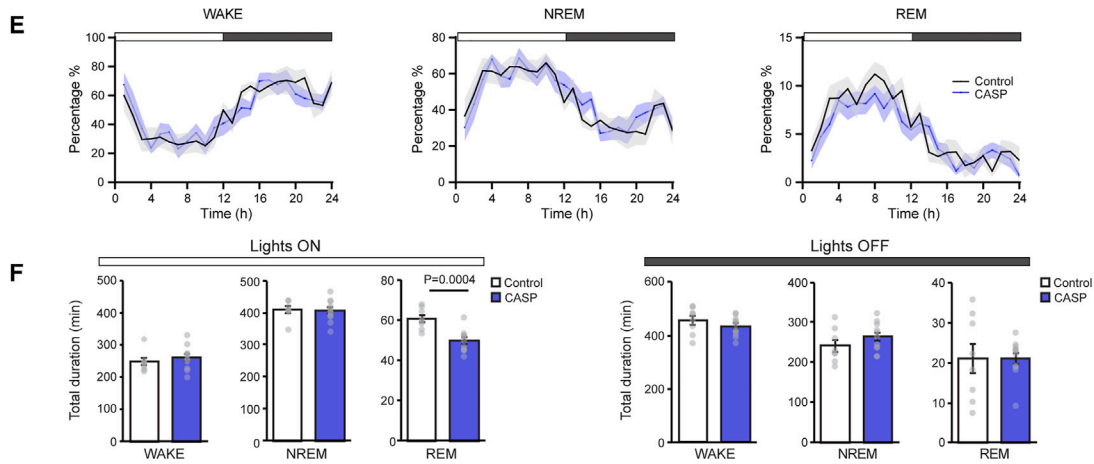 E
WAKE
NREM
REM
Percentage %
100
80
60
40
20
0
0 4 8 12 16 20 24
Time (h)
Percentage %
80
60
40
20
0
0 4 8 12 16 20 24
Time (h)
Percentage %
15
10
5
0
0 4 8 12 16 20 24
Time (h)
Control
CASP
F
Lights ON
Total duration (min)
500
400
300
200
100
0
WAKE
500
400
300
200
100
0
NREM
80
60
40
20
0
P=0.0004
REM
Control
CASP
Lights OFF
Total duration (min)
600
400
200
0
WAKE
400
300
200
100
0
NREM
40
30
20
10
0
REM
Control
CASP